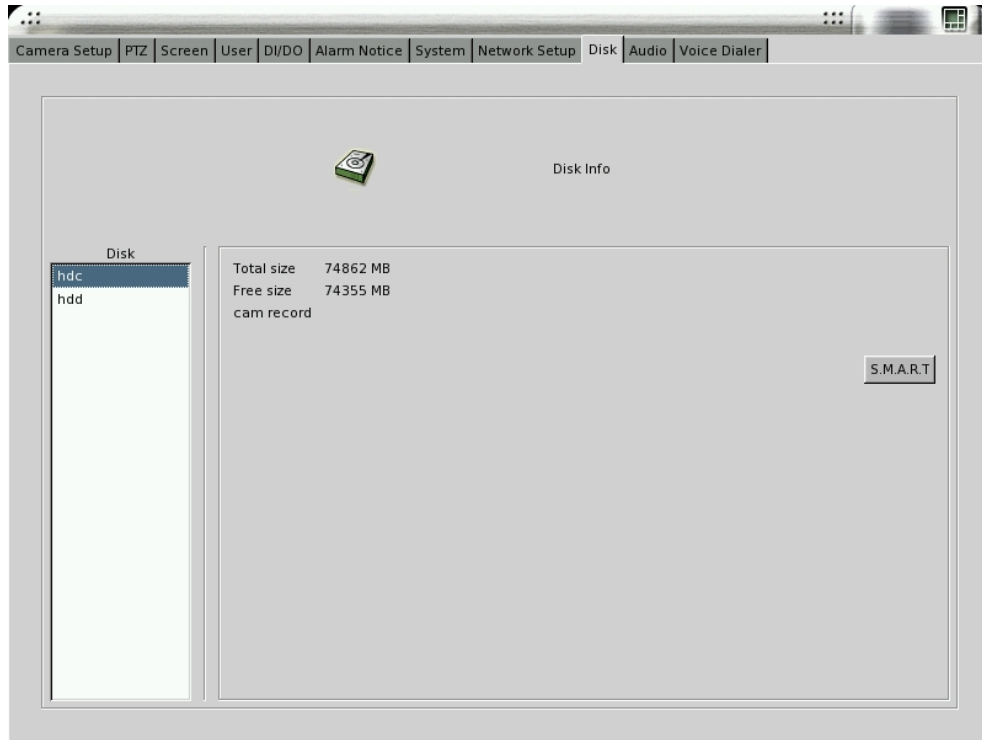 Camera Setup PTZ Screen User DI/DO Alarm Notice System Network Setup Disk Audio Voice Dialer
Disk Info
Disk
hdc
hdd
Total size 74862 MB
Free size 74355 MB
cam record
S.M.A.R.T